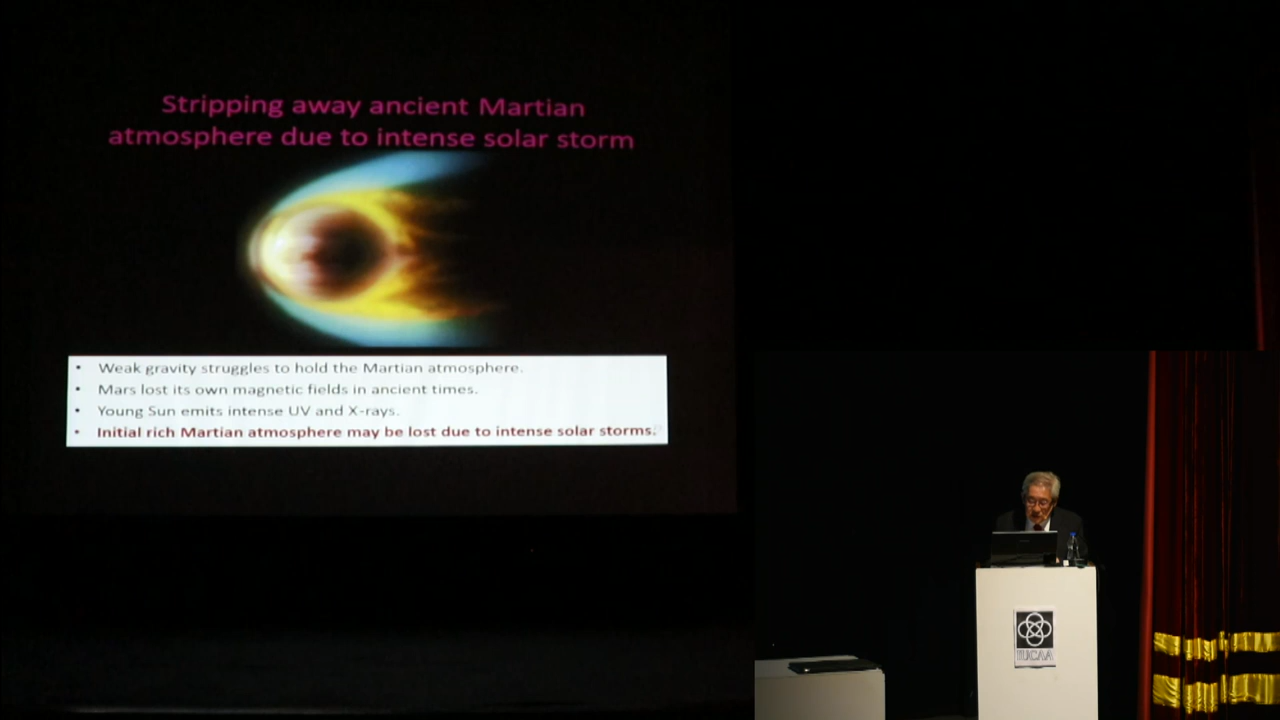 Stripping away ancient Martian
atmosphere due to intense solar storm
• Weak gravity struggles to hold the Martian atmosphere.
• Mars lost its own magnetic fields in ancient times.
• Young Sun emits intense UV and X-rays.
• Initial rich Martian atmosphere may be lost due to intense solar storms.
IUCAA